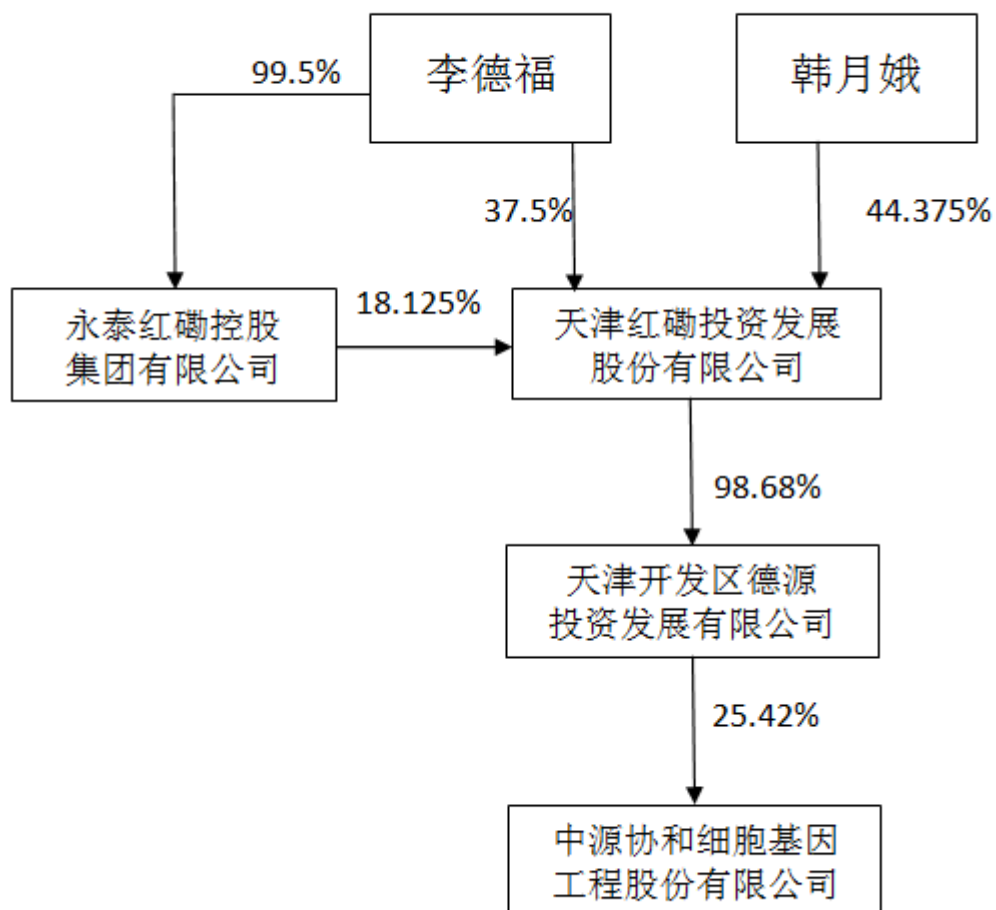 99.5%
李德福
韩月娥
37.5%
44.375%
永泰红磡控股
集团有限公司
18.125%
天津红磡投资发展
股份有限公司
98.68%
天津开发区德源
投资发展有限公司
25.42%
中源协和细胞基因
工程股份有限公司